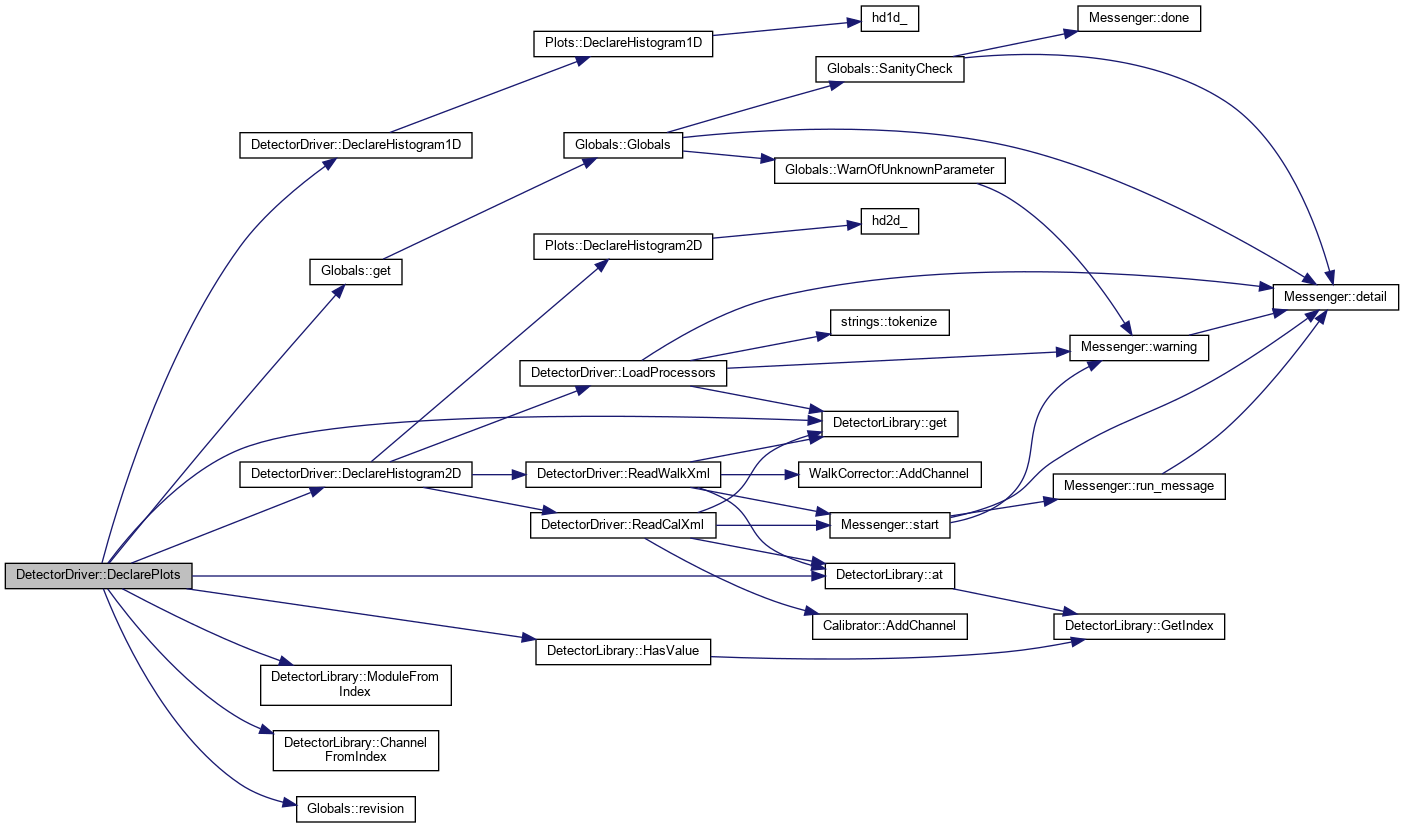 hd1d_
Messenger::done
Plots::DeclareHistogram1D
Globals::SanityCheck
DetectorDriver::DeclareHistogram1D
Globals::Globals
Globals::WarnOfUnknownParameter
hd2d_
Plots::DeclareHistogram2D
Globals::get
Messenger::detail
strings::tokenize
Messenger::warning
DetectorDriver::LoadProcessors
DetectorLibrary::get
DetectorDriver::DeclareHistogram2D
DetectorDriver::ReadWalkXml
WalkCorrector::AddChannel
Messenger::run_message
DetectorDriver::ReadCalXml
Messenger::start
DetectorDriver::DeclarePlots
DetectorLibrary::at
Calibrator::AddChannel
DetectorLibrary::GetIndex
DetectorLibrary::HasValue
DetectorLibrary::ModuleFrom
Index
DetectorLibrary::Channel
FromIndex
Globals::revision